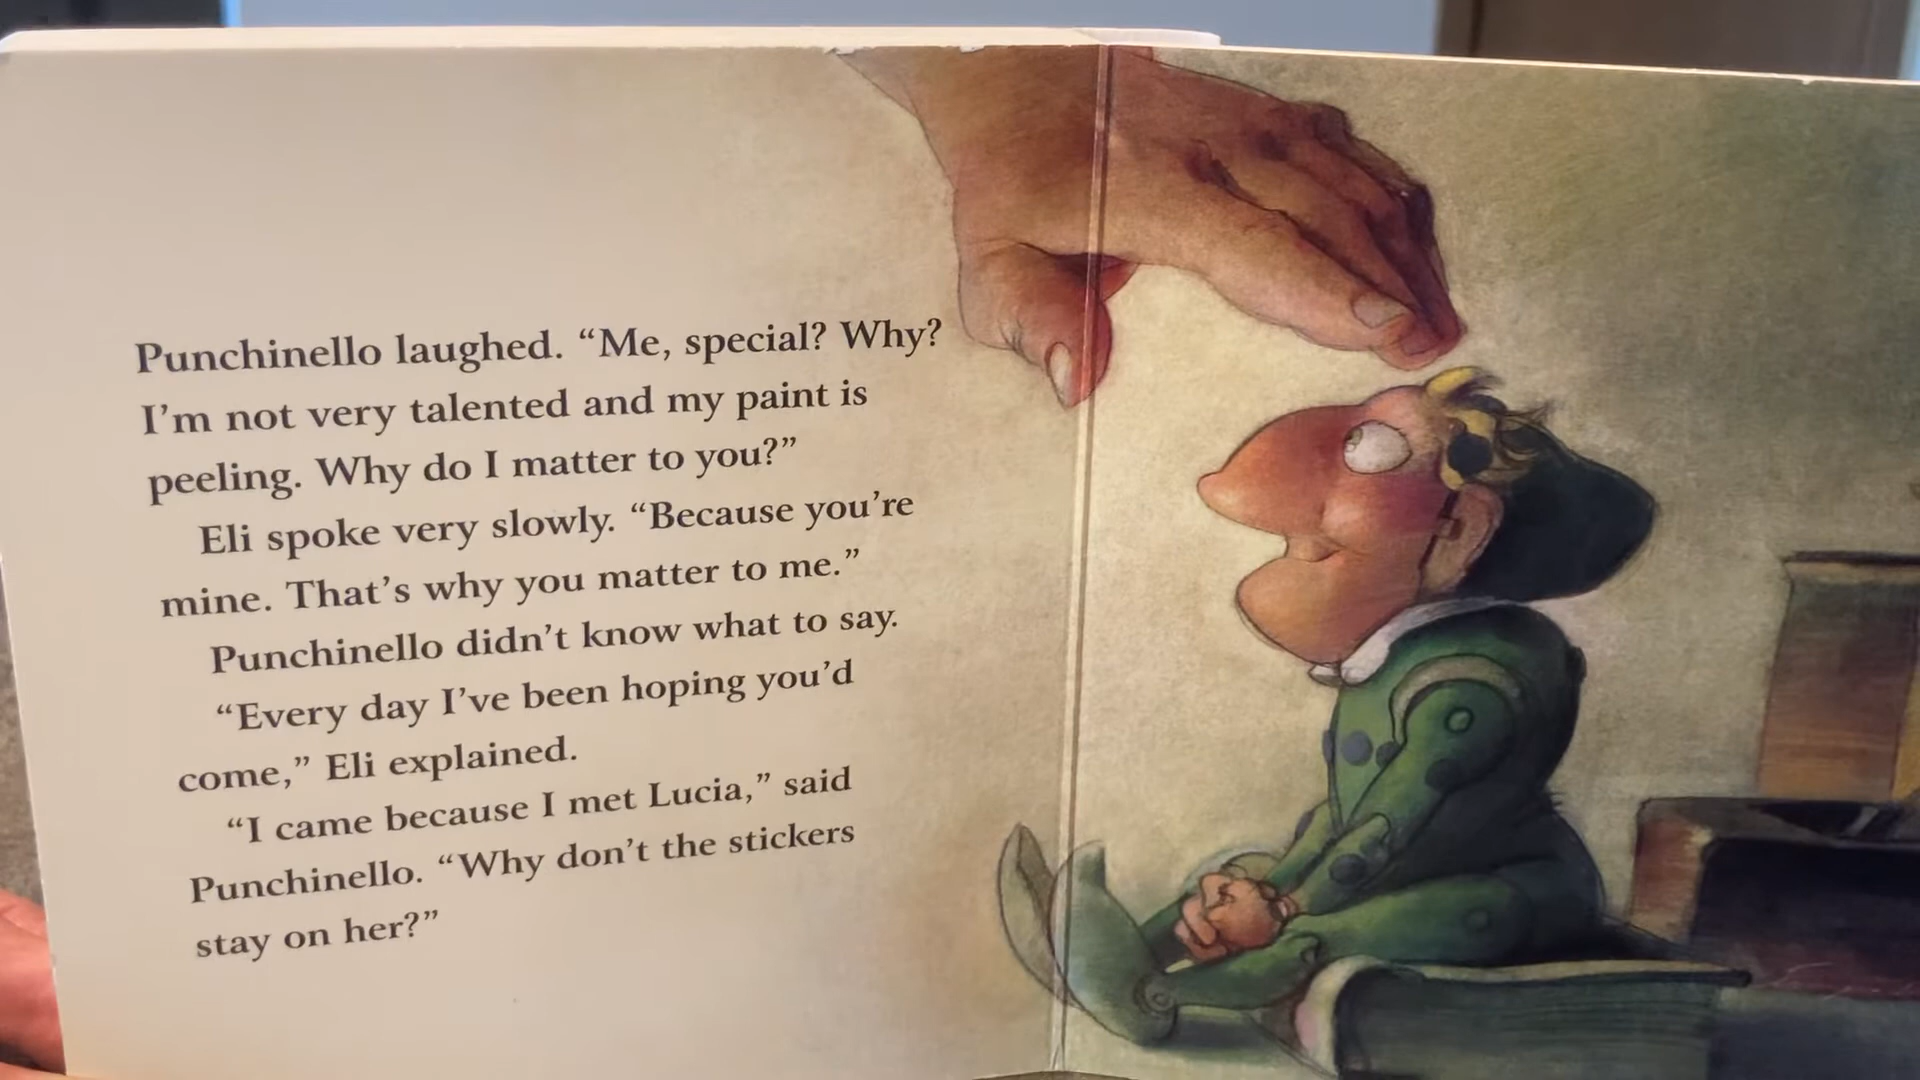 Punchinello laughed. “Me, special? Why?
I’m not very talented and my paint is
peeling. Why do I matter to you?”
Eli spoke very slowly. “Because you’re
mine. That’s why you matter to me.”
Punchinello didn’t know what to say.
“Every day I’ve been hoping you’d
come,” Eli explained.
“I came because I met Lucia,” said
Punchinello. “Why don’t the stickers
stay on her?”